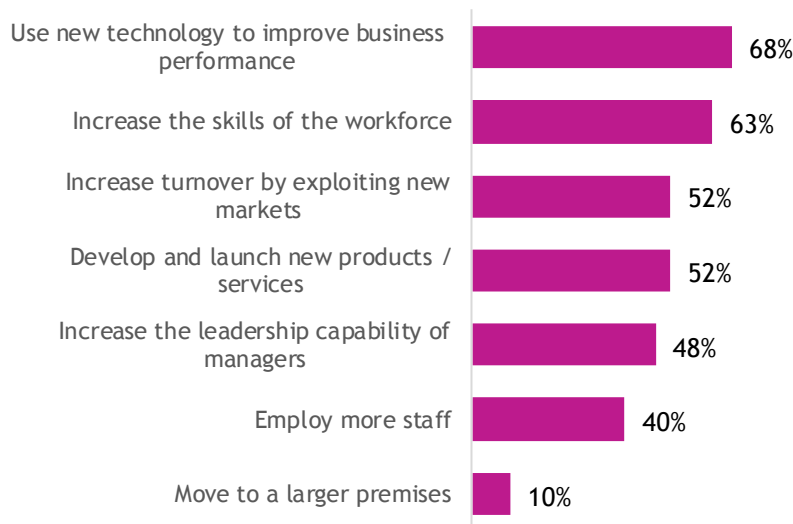 Use new technology to improve business
performance
68%
Increase the skills of the workforce
63%
Increase turnover by exploiting new
markets
52%
Develop and launch new products /
services
52%
Increase the leadership capability of
managers
48%
Employ more staff
40%
Move to a larger premises
10%